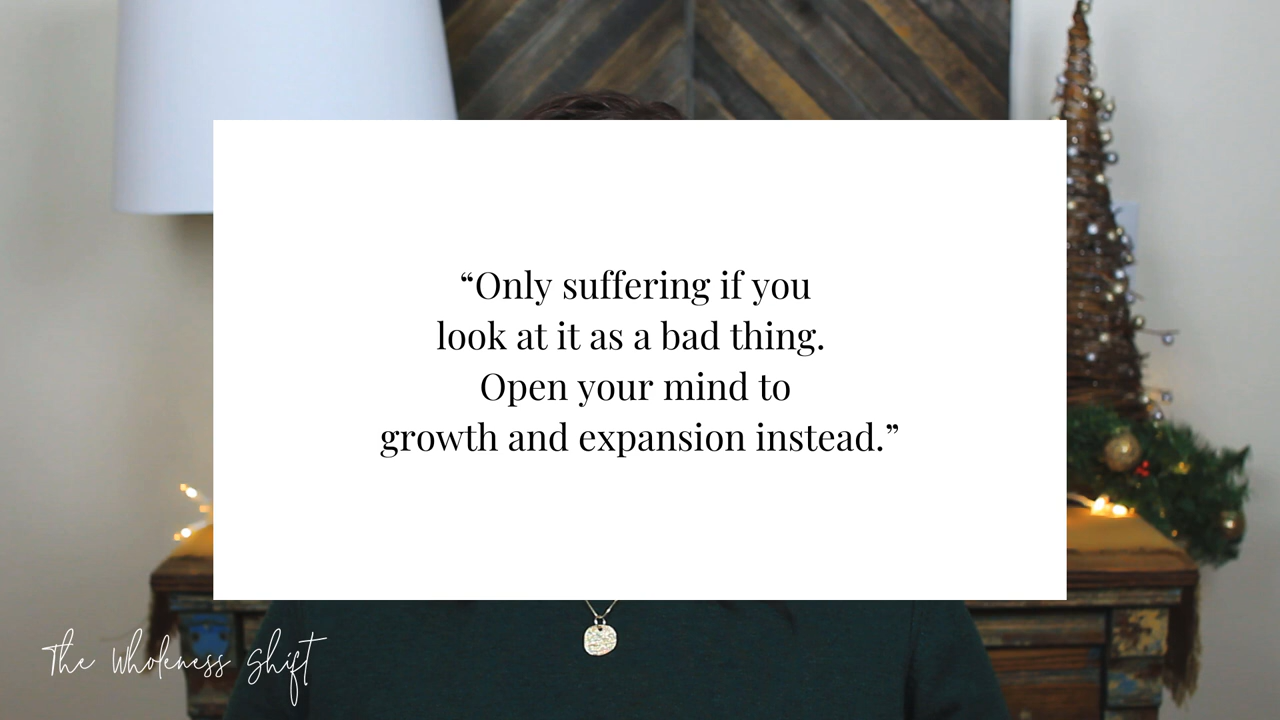 “Only suffering if you
look at it as a bad thing.
Open your mind to
growth and expansion instead.”
The Wholeness Shift